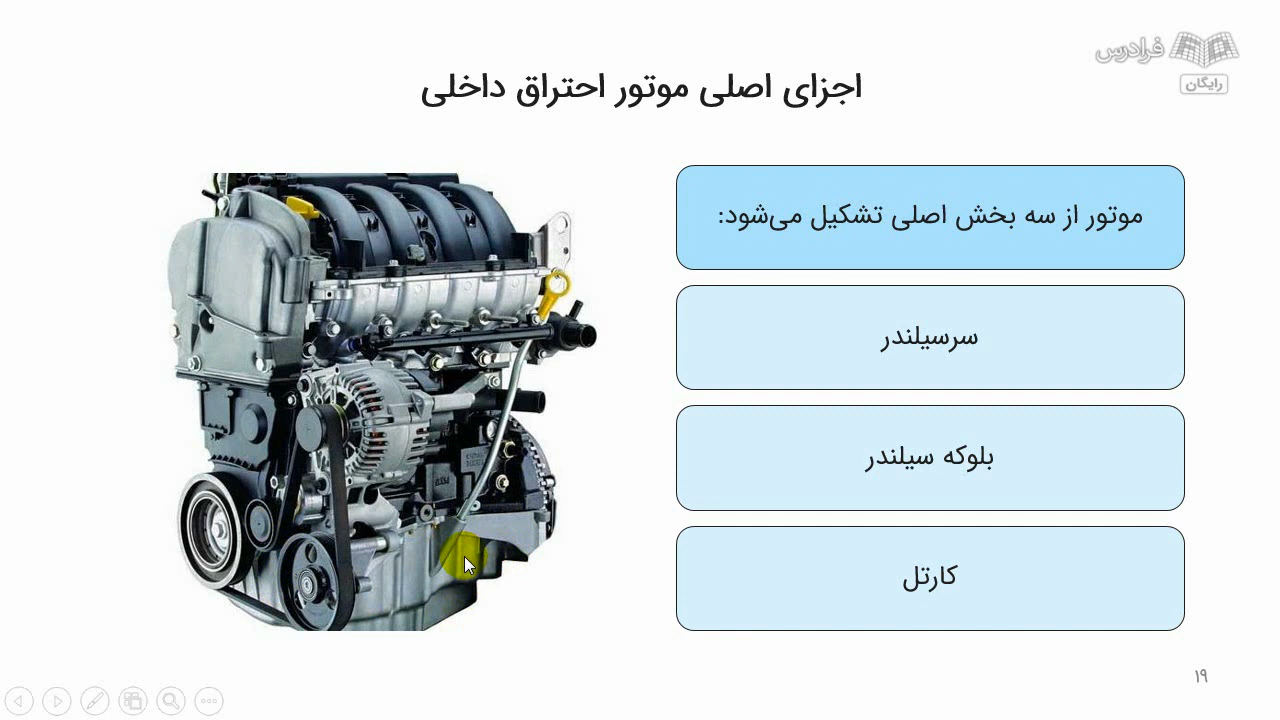 فرادرس
رایگان
اجزای اصلی موتور احتراق داخلی
موتور از سه بخش اصلی تشکیل می‌شود:
سرسیلندر
بلوکه سیلندر
کارتل
۱۹